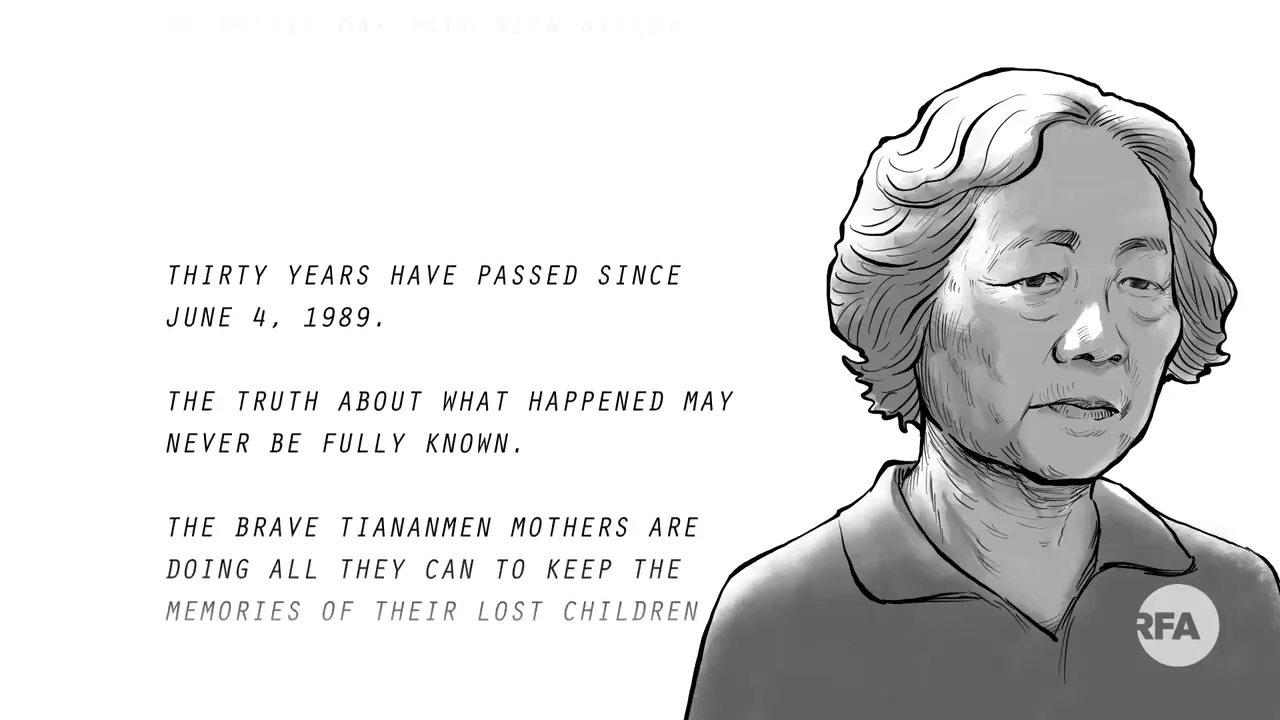 THIRTY YEARS HAVE PASSED SINCE
JUNE 4, 1989.
THE TRUTH ABOUT WHAT HAPPENED MAY
NEVER BE FULLY KNOWN.
THE BRAVE TIANANMEN MOTHERS ARE
DOING ALL THEY CAN TO KEEP THE
MEMORIES OF THEIR LOST CHILDREN
RFA